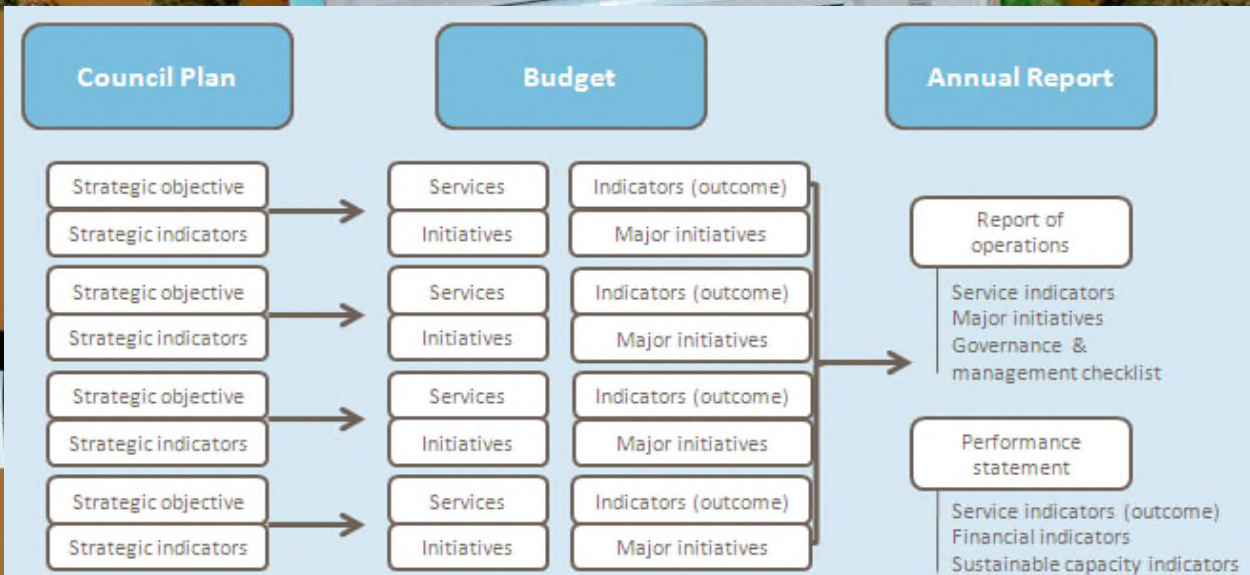 Council Plan
Budget
Annual Report
Strategic objective
Strategic indicators
Strategic objective
Strategic indicators
Strategic objective
Strategic indicators
Strategic objective
Strategic indicators
Services
Initiatives
Services
Initiatives
Services
Initiatives
Services
Initiatives
Indicators (outcome)
Major initiatives
Indicators (outcome)
Major initiatives
Indicators (outcome)
Major initiatives
Indicators (outcome)
Major initiatives
Report of
operations
Service indicators
Major initiatives
Governance &
management checklist
Performance
statement
Service indicators (outcome)
Financial indicators
Sustainable capacity indicators